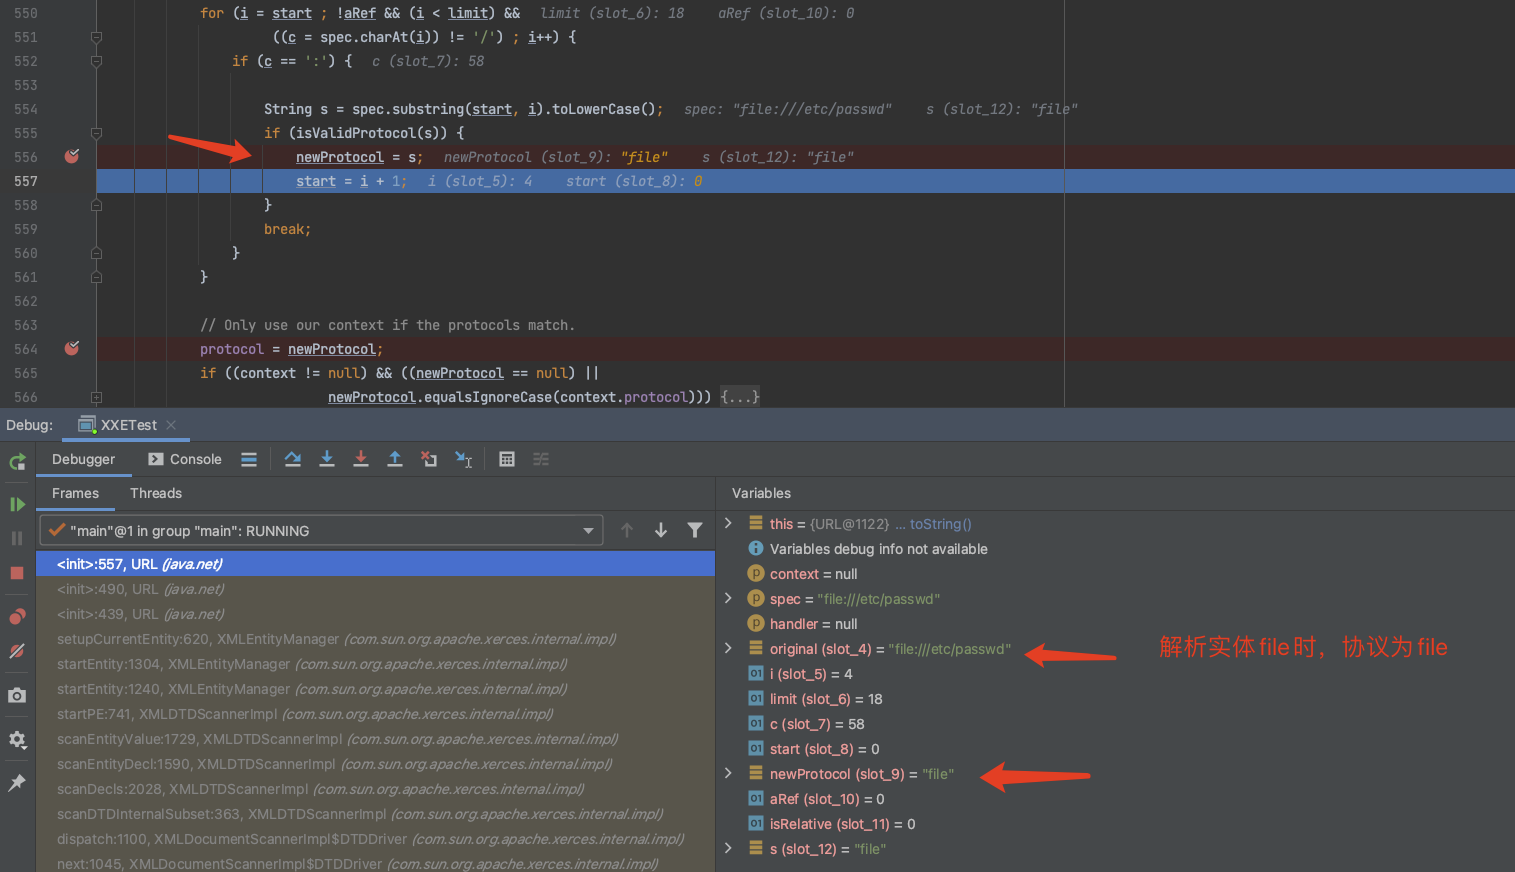 550 for (i = start ; !aRef && (i < limit) && limit (slot_6): 18 aRef (slot_10): 0
551 ((c = spec.charAt(i)) != '/') ; i++) {
552 if (c == ':') { c (slot_7): 58
553
554 String s = spec.substring(start, i).toLowerCase(); spec: "file:///etc/passwd" s (slot_12): "file"
555 if (isValidProtocol(s)) {
556 newProtocol = s; newProtocol (slot_9): "file" s (slot_12): "file"
557 start = i + 1; i (slot_5): 4 start (slot_8): 0
558 }
559 break;
560 }
561 }
562
563 // Only use our context if the protocols match.
564 protocol = newProtocol;
565 if ((context != null) && ((newProtocol == null) ||
566 newProtocol.equalsIgnoreCase(context.protocol))) {...}
Debug: XXETest
Debugger Console
Frames Threads
"main"@1 in group "main": RUNNING
<init>:557, URL (java.net)
<init>:490, URL (java.net)
<init>:439, URL (java.net)
setupCurrentEntity:620, XMLEntityManager (com.sun.org.apache.xerces.internal.impl)
startEntity:1304, XMLEntityManager (com.sun.org.apache.xerces.internal.impl)
startEntity:1240, XMLEntityManager (com.sun.org.apache.xerces.internal.impl)
startPE:741, XMLDTDScannerImpl (com.sun.org.apache.xerces.internal.impl)
scanEntityValue:1729, XMLDTDScannerImpl (com.sun.org.apache.xerces.internal.impl)
scanEntityDecl:1590, XMLDTDScannerImpl (com.sun.org.apache.xerces.internal.impl)
scanDecls:2028, XMLDTDScannerImpl (com.sun.org.apache.xerces.internal.impl)
scanDTDInternalSubset:363, XMLDTDScannerImpl (com.sun.org.apache.xerces.internal.impl)
dispatch:1100, XMLDocumentScannerImpl$DTDDriver (com.sun.org.apache.xerces.internal.impl)
next:1045, XMLDocumentScannerImpl$DTDDriver (com.sun.org.apache.xerces.internal.impl)
Variables
this = {URL@1122} ... toString()
Variables debug info not available
context = null
spec = "file:///etc/passwd"
handler = null
original (slot_4) = "file:///etc/passwd"
解析实体file时，协议为file
i (slot_5) = 4
limit (slot_6) = 18
c (slot_7) = 58
start (slot_8) = 0
newProtocol (slot_9) = "file"
aRef (slot_10) = 0
isRelative (slot_11) = 0
s (slot_12) = "file"